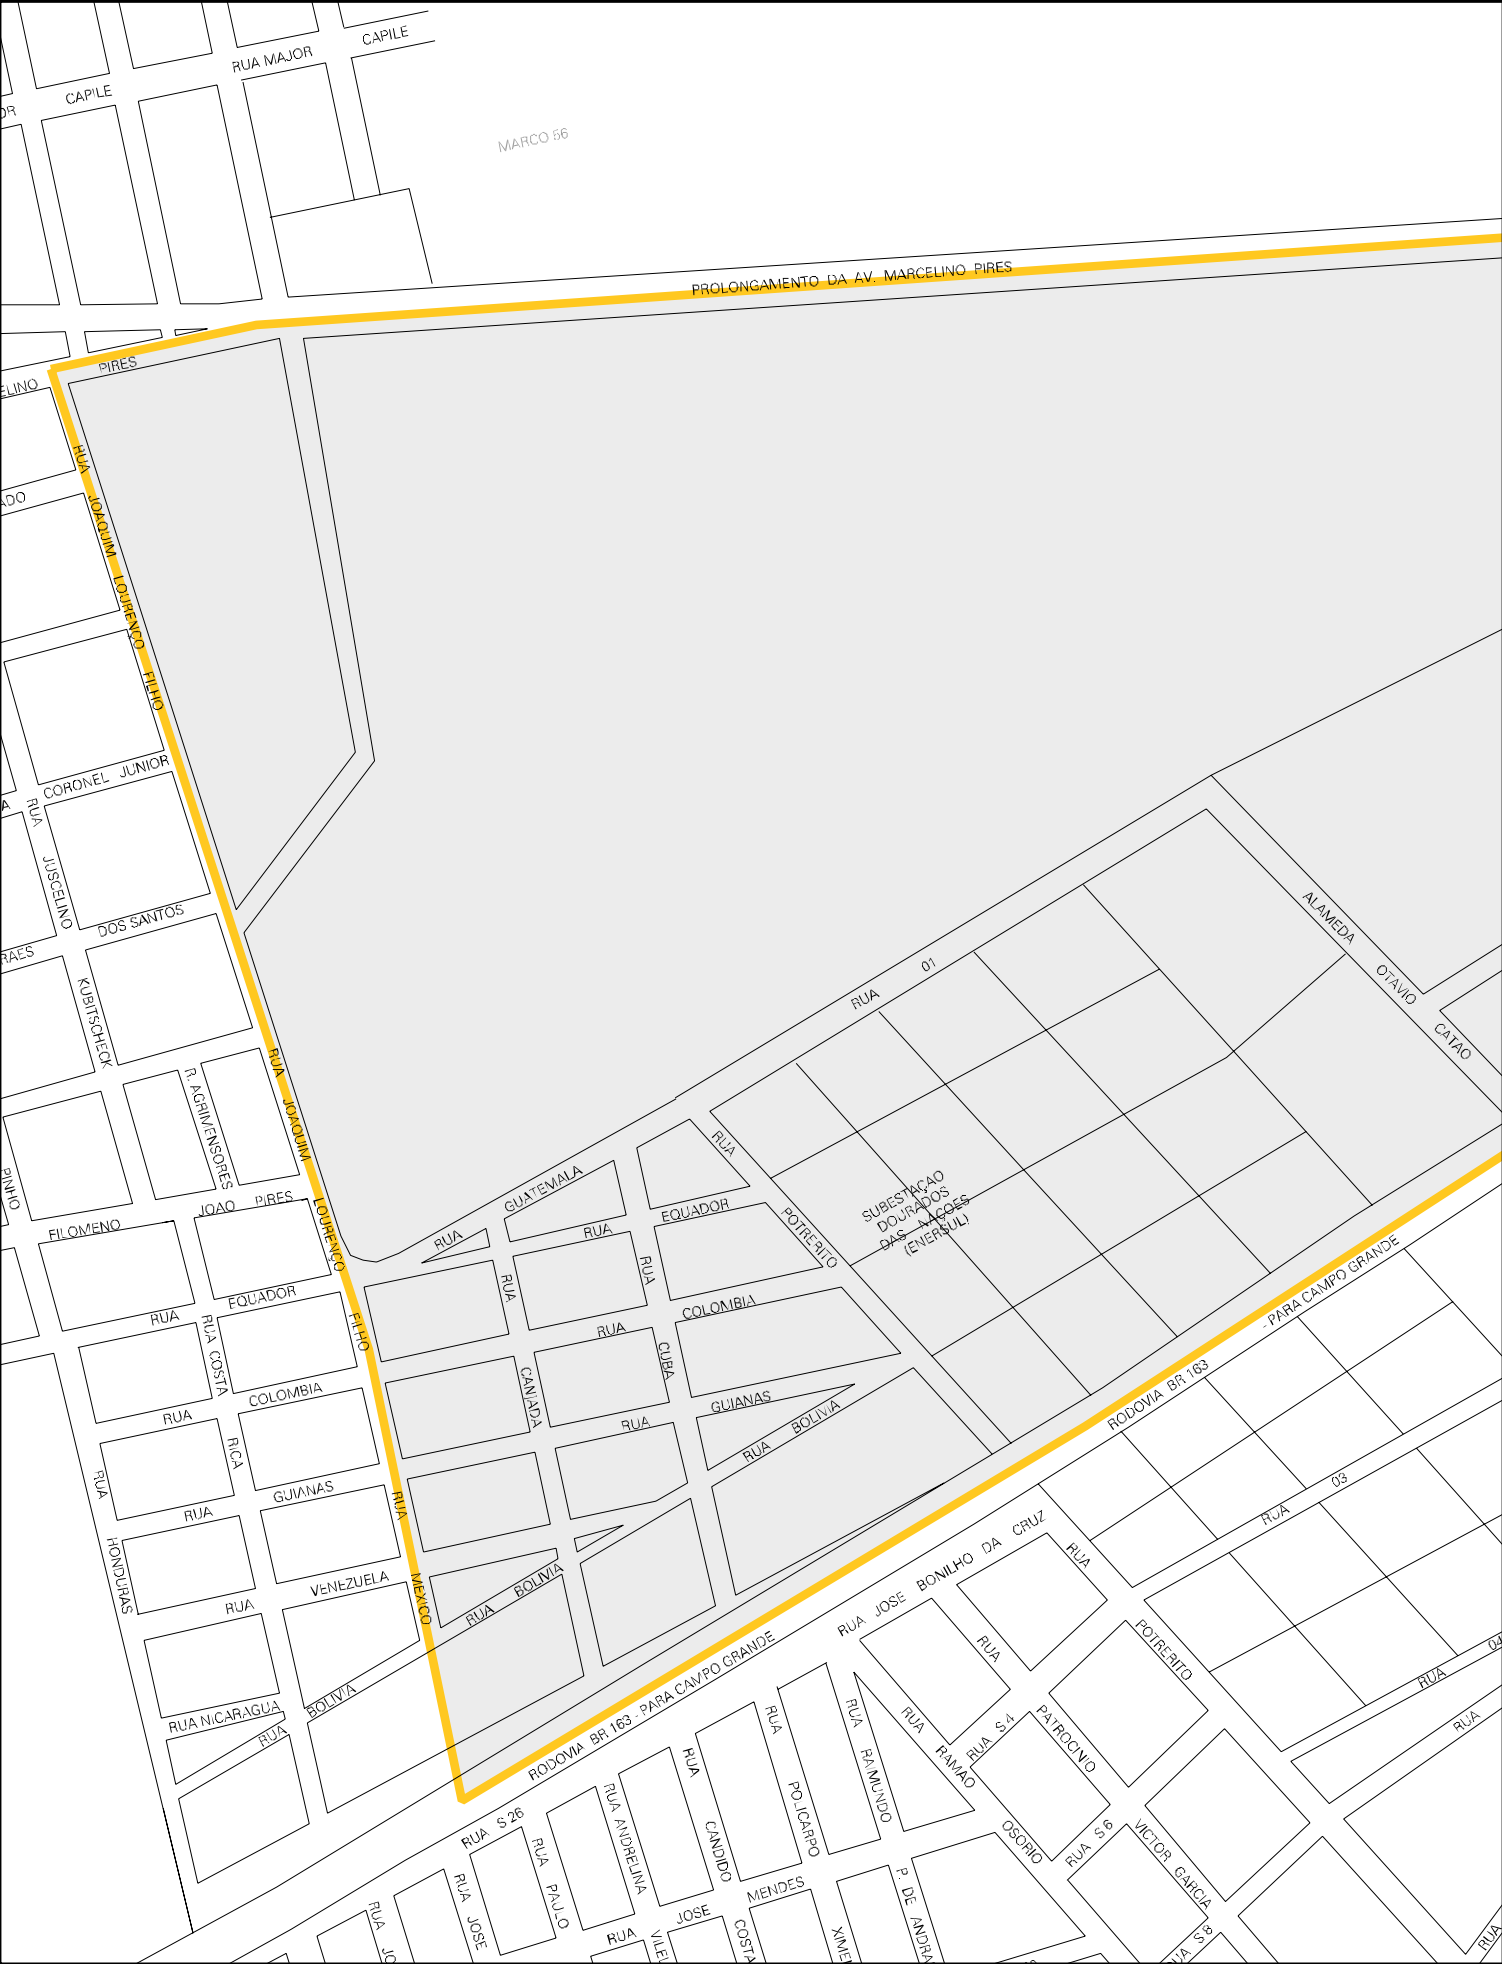 CAPILE
RUA MAJOR
CAPILE
MARCO 56
PROLONGAMENTO DA AV. MARCELINO PIRES
PIRES
RUA JOAQUIM LOURENÇO FILHO
CORONEL JUNIOR
RUA JUSCELINO KUBITSCHECK
DOS SANTOS
RUA 01
ALAMEDA OTAVIO CATAO
R. AGRIMENSORES
RUA JOAQUIM LOURENÇO FILHO
JOAO PIRES
FILOMENO
RUA GUATEMALA
RUA EQUADOR
RUA POTRERITO
SUBESTAÇAO
DOURADOS
DAS NAÇOES
(ENERSUL)
RUA EQUADOR
RUA COSTA RICA
RUA CANADA
RUA CUBA
RUA COLOMBIA
RUA COLOMBIA
RUA GUIANAS
RUA BOLIVIA
RUA GUIANAS
RUA HONDURAS
RUA MEXICO
RUA VENEZUELA
RUA BOLIVIA
RUA NICARAGUA
RUA BOLIVIA
RODOVIA BR 163 - PARA CAMPO GRANDE
RODOVIA BR 163 - PARA CAMPO GRANDE
RUA 03
RUA JOSE BONILHO DA CRUZ
RUA POTRERITO
RUA 04
RUA
RUA PATROCINIO
RUA S 4
RUA RAMAO OSORIO
RUA RAIMUNDO
RUA POLICARPO
RUA CANDIDO
RUA ANDRELINA
RUA S 26
RUA PAULO
RUA JOSE
RUA
RUA JOSE MENDES
COSTA
P. DE
RUA S 6
VICTOR GARCIA
S 8
RUA